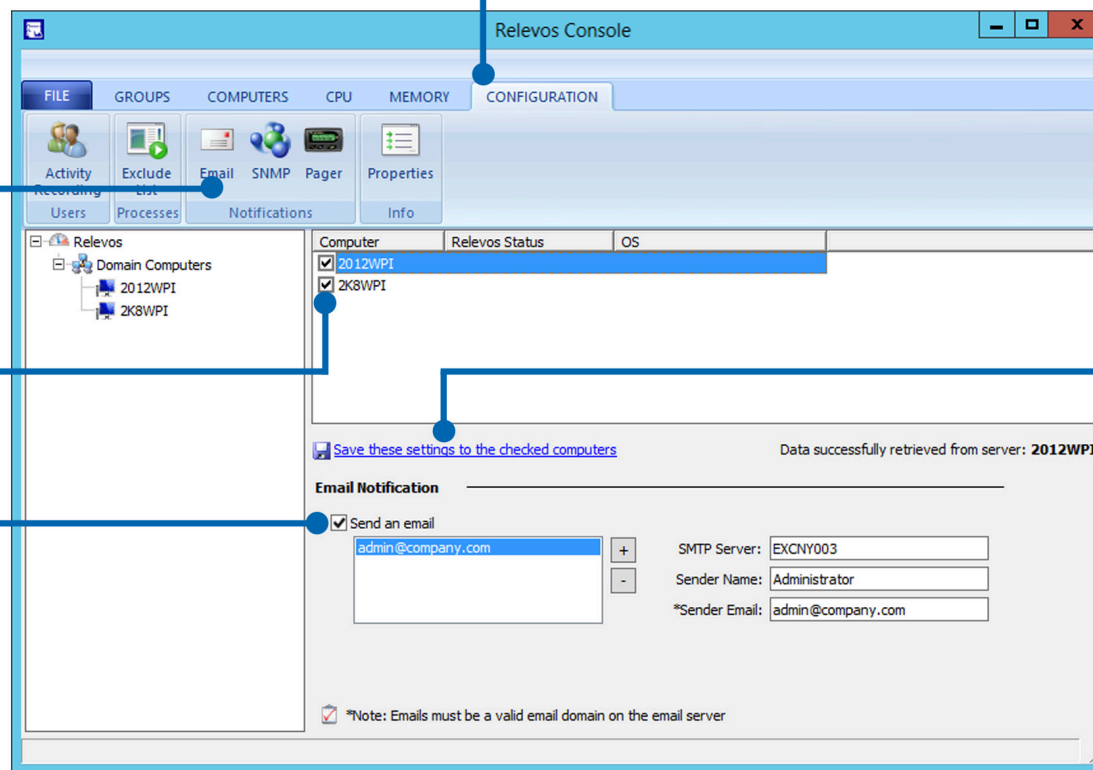 Relevos Console
FILE GROUPS COMPUTERS CPU MEMORY CONFIGURATION
Activity Recording Exclude List Email SNMP Pager Properties
Users Processes Notifications Info
Relevos
Domain Computers
2012WPI
2K8WPI
Computer Relevos Status OS
2012WPI
2K8WPI
Save these settings to the checked computers Data successfully retrieved from server: 2012WPI
Email Notification
Send an email
admin@company.com
+
-
SMTP Server: EXCNY003
Sender Name: Administrator
*Sender Email: admin@company.com
*Note: Emails must be a valid email domain on the email server